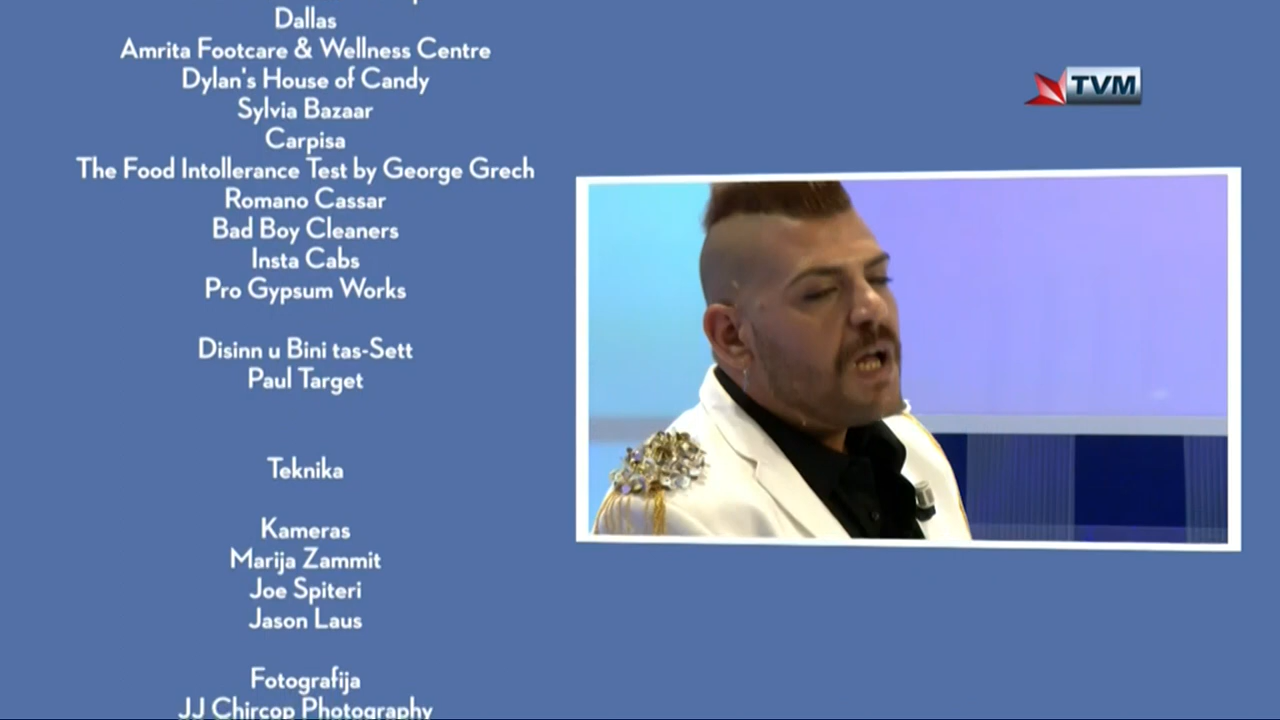 Dallas
Amrita Footcare & Wellness Centre
Dylan's House of Candy
Sylvia Bazaar
Carpisa
The Food Intollerance Test by George Grech
Romano Cassar
Bad Boy Cleaners
Insta Cabs
Pro Gypsum Works
Disinn u Bini tas-Sett
Paul Target
Teknika
Kameras
Marija Zammit
Joe Spiteri
Jason Laus
Fotografija
JJ Chircop Photography
TVM